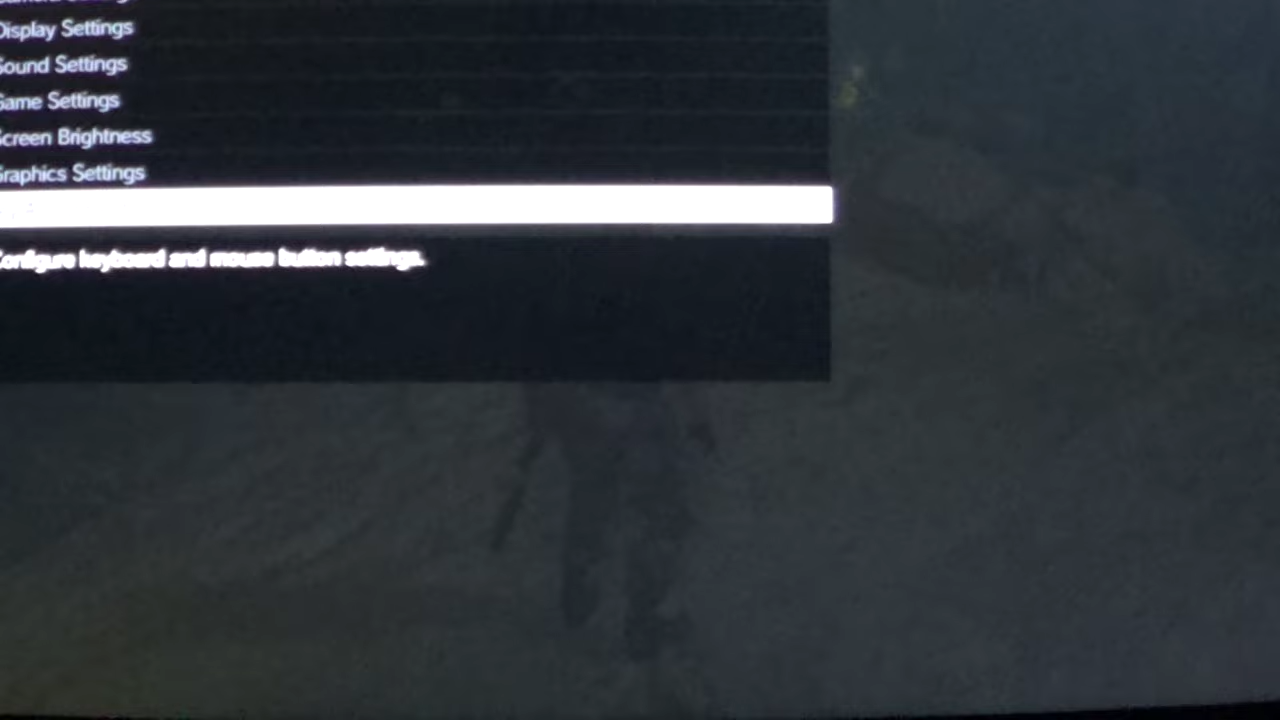 Display Settings
Sound Settings
Game Settings
Screen Brightness
Graphics Settings
Configure keyboard and mouse button settings.